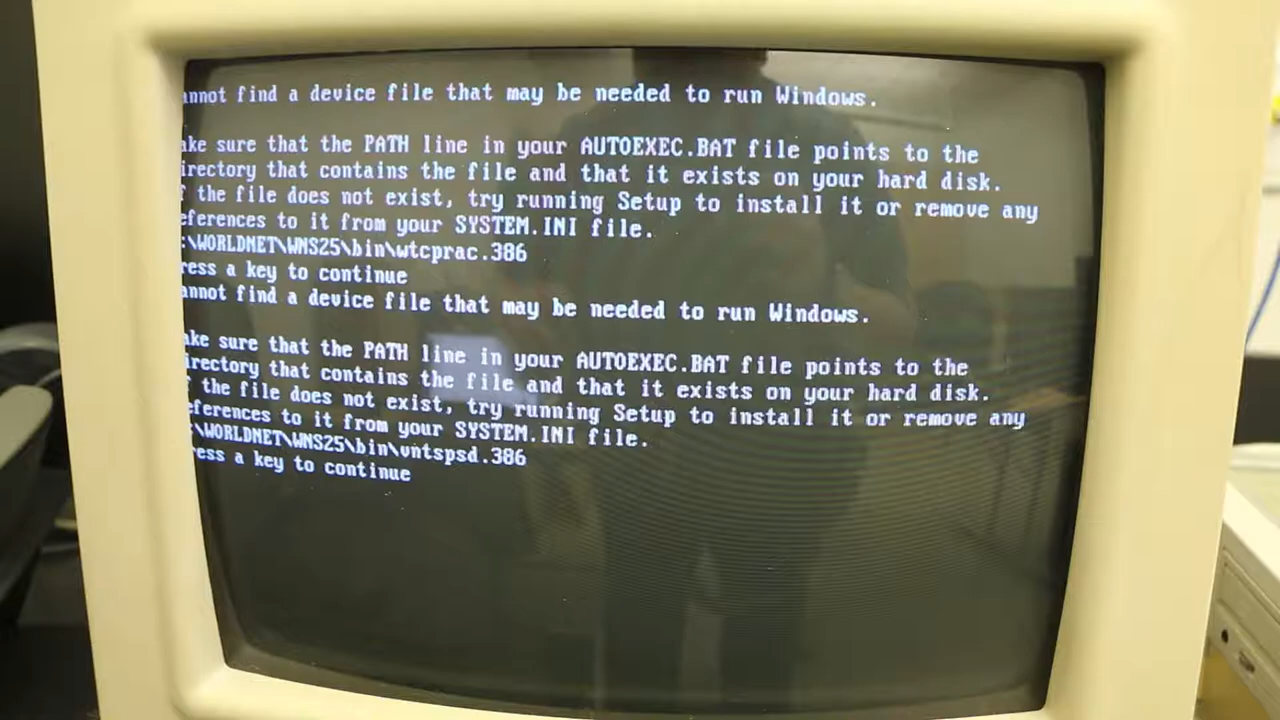 annot find a device file that may be needed to run Windows.
ake sure that the PATH line in your AUTOEXEC.BAT file points to the
irectory that contains the file and that it exists on your hard disk.
f the file does not exist, try running Setup to install it or remove any
eferences to it from your SYSTEM.INI file.
:\WORLDNET\WNS25\bin\wtcprac.386
ress a key to continue
annot find a device file that may be needed to run Windows.
ake sure that the PATH line in your AUTOEXEC.BAT file points to the
irectory that contains the file and that it exists on your hard disk.
f the file does not exist, try running Setup to install it or remove any
eferences to it from your SYSTEM.INI file.
:\WORLDNET\WNS25\bin\vntspsd.386
ress a key to continue